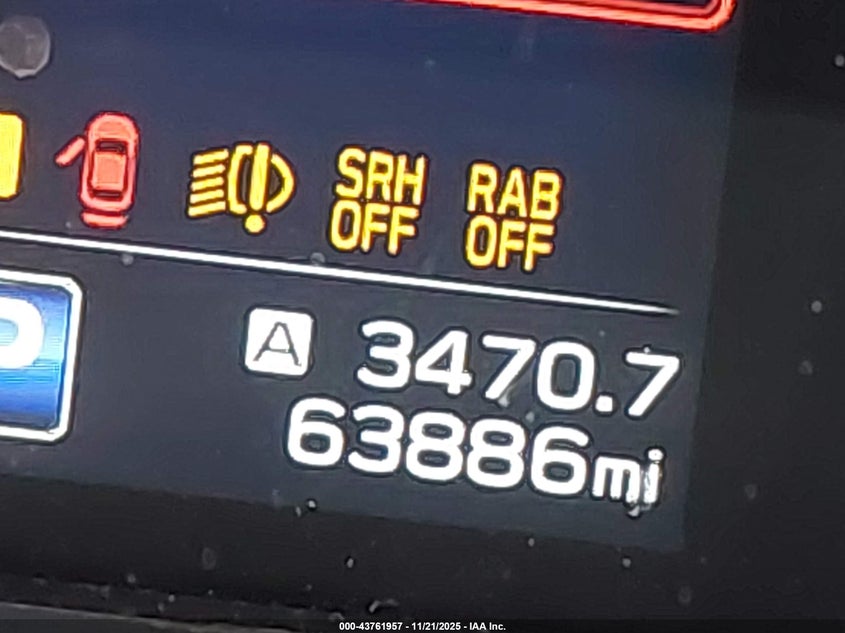 SRH OFF
RAB OFF
P
A 3470.7
63886mi
000-43761957 - 11/21/2025 - IAA Inc.